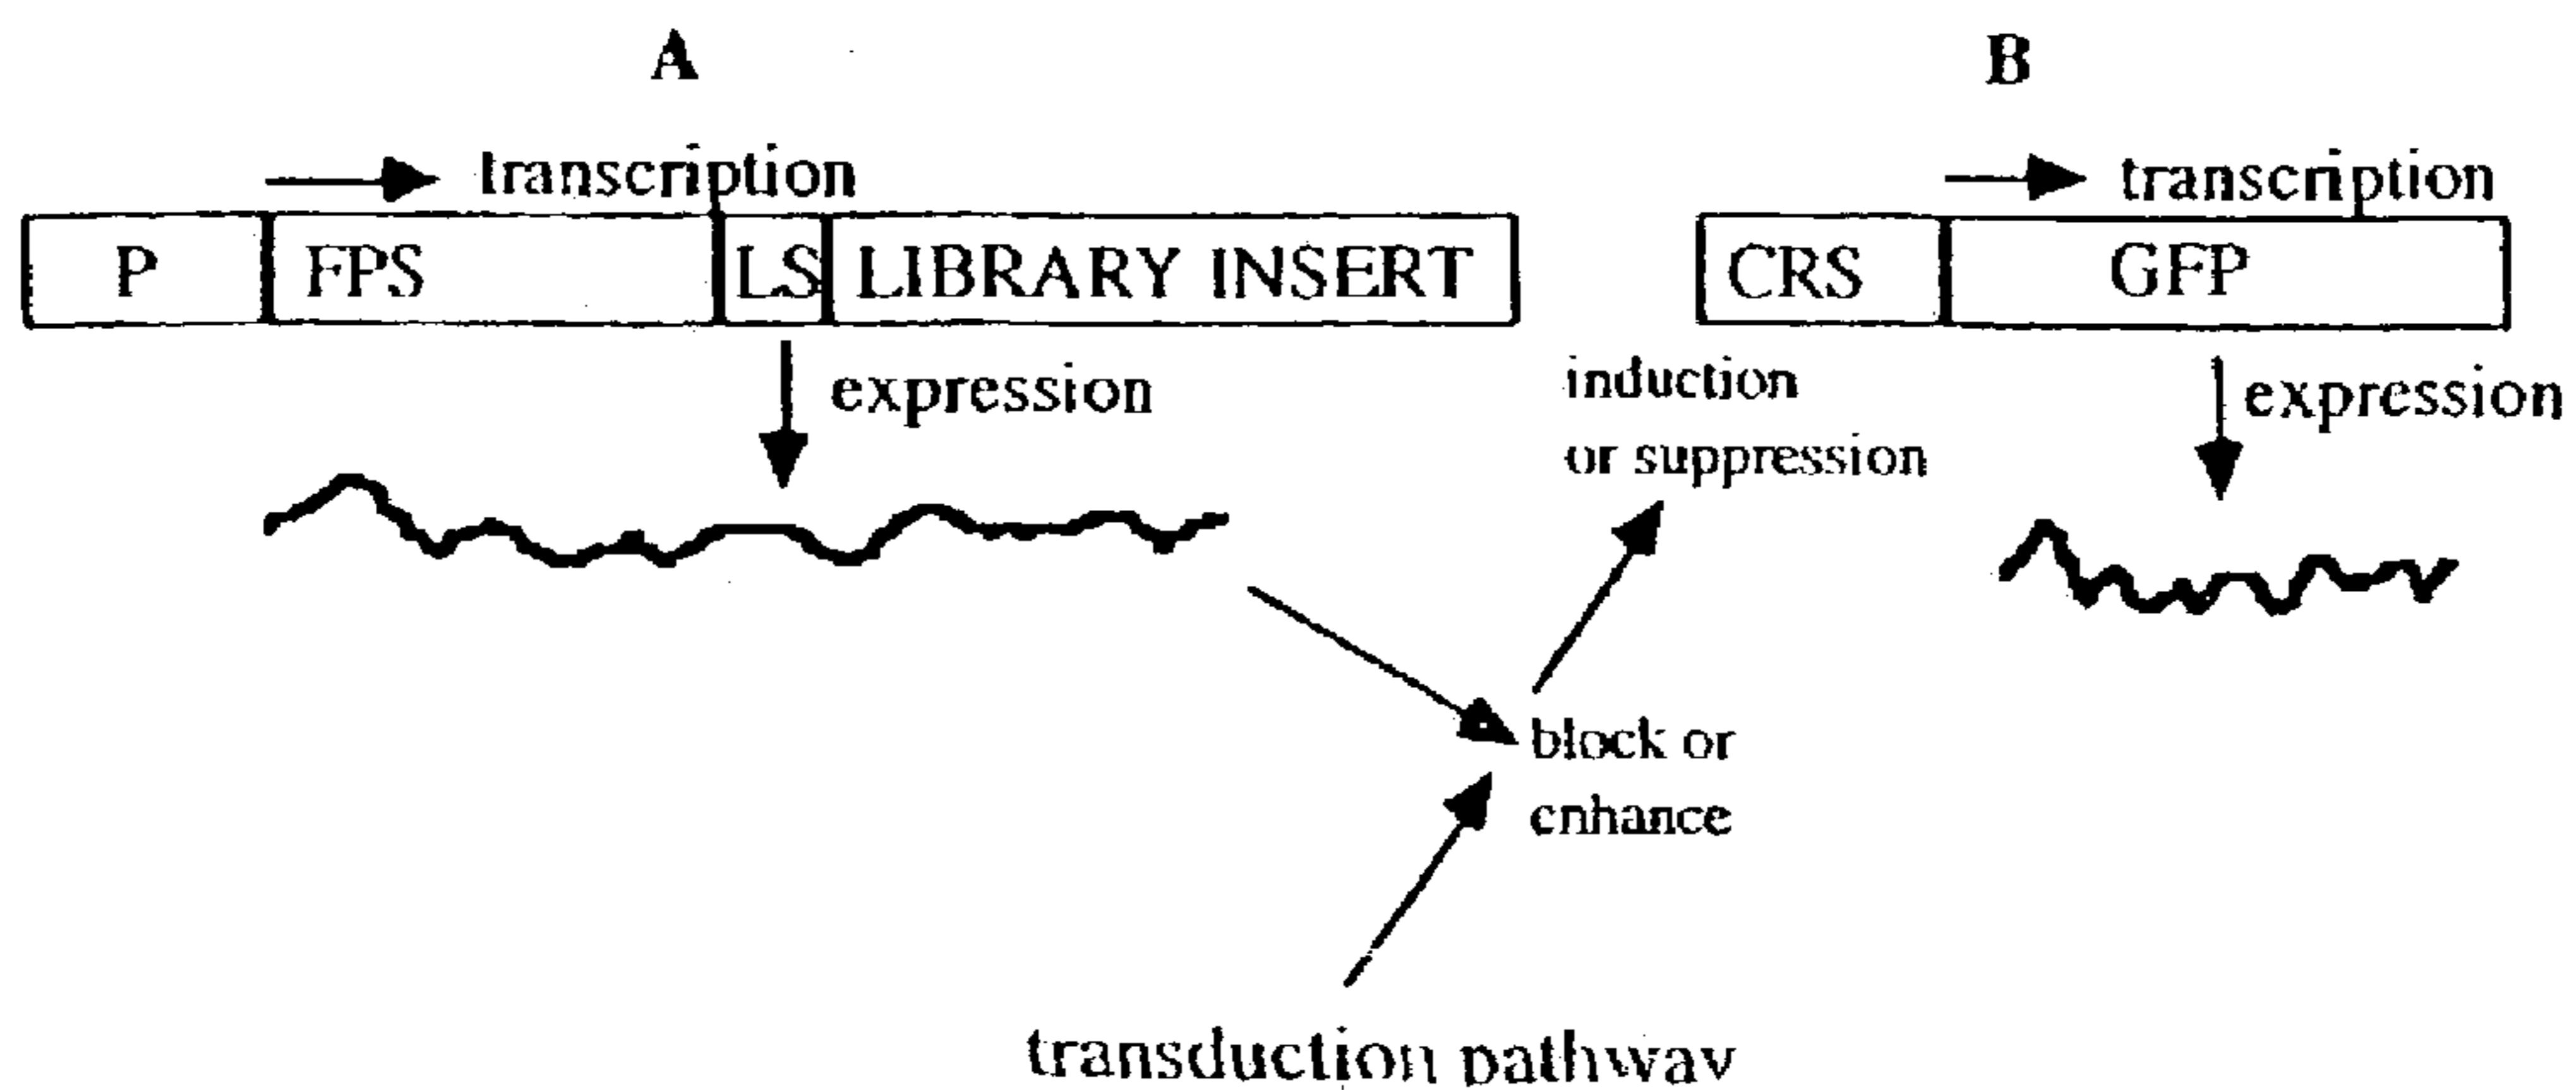 A
transcription
P FPS LS LIBRARY INSERT
expression
B
transcription
CRS GFP
induction
or suppression
expression
block or
enhance
transduction pathway